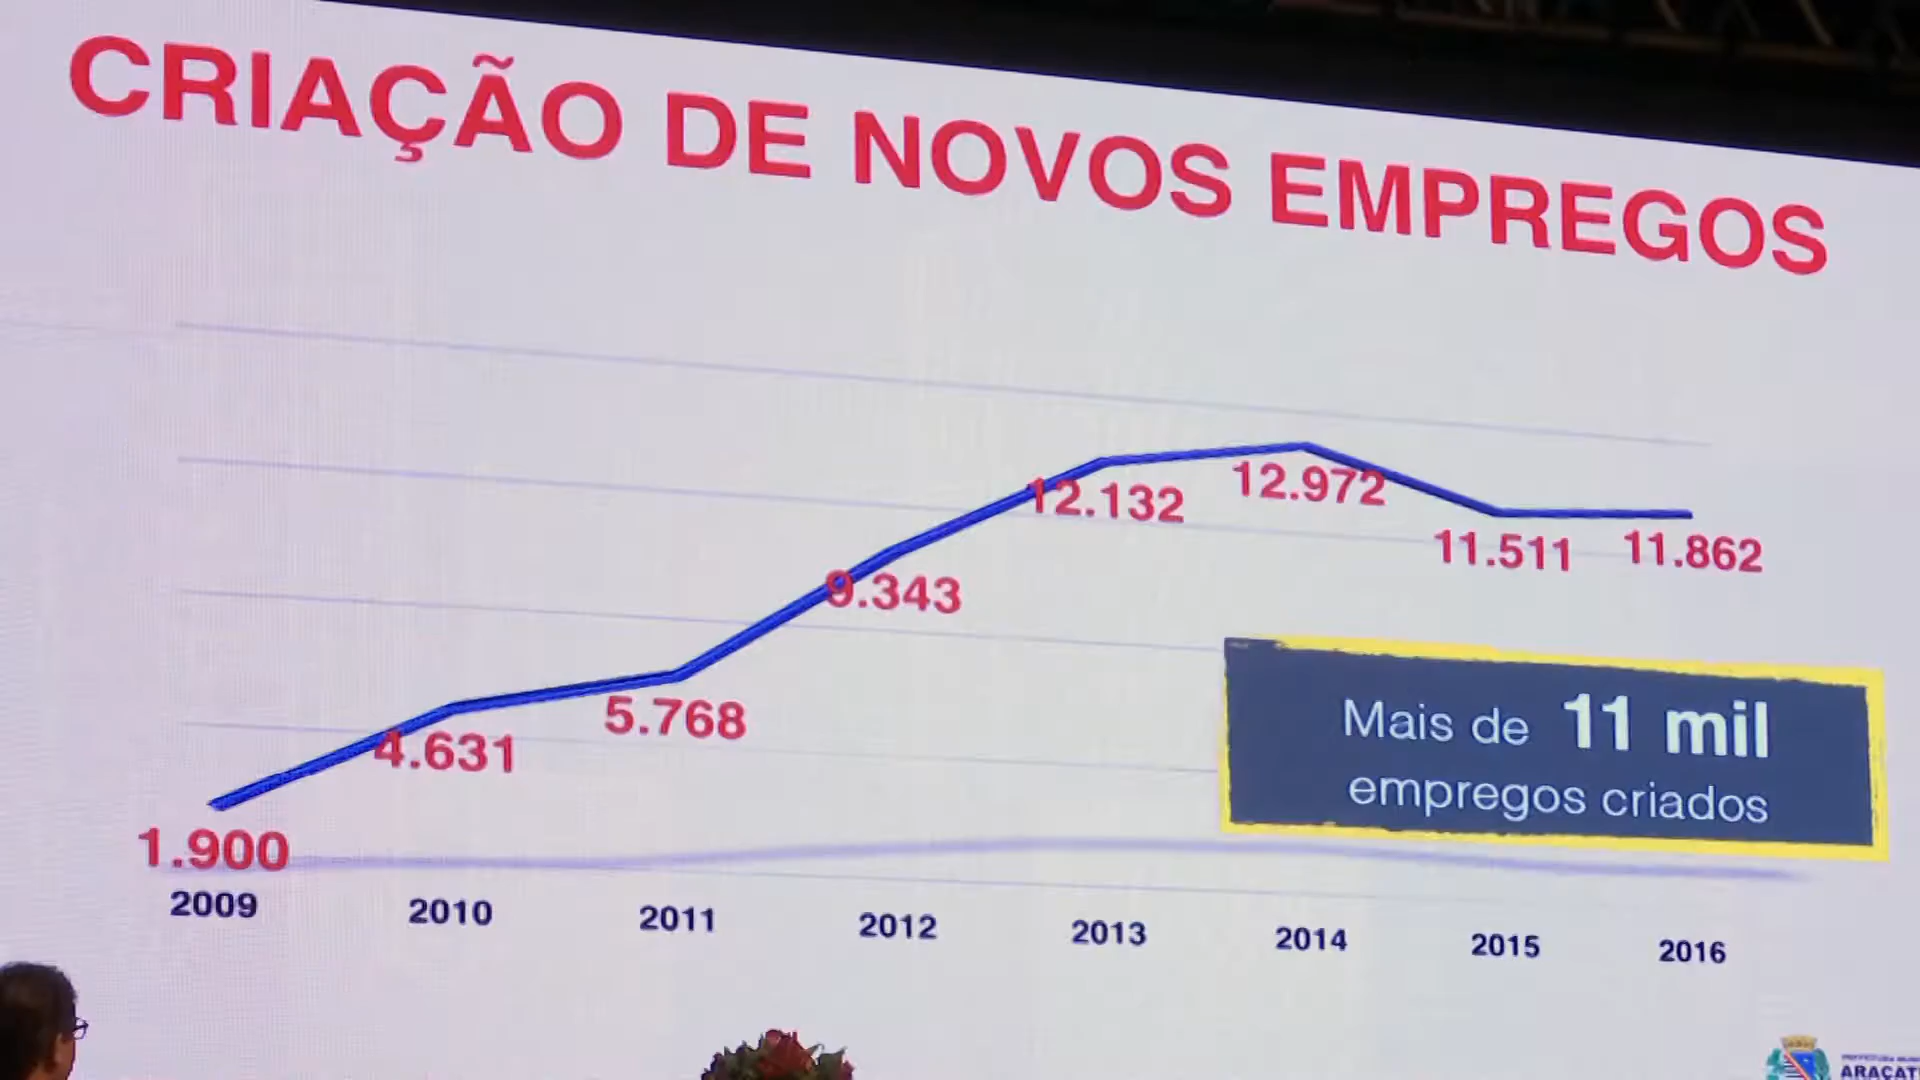 CRIAÇÃO DE NOVOS EMPREGOS
12.132 12.972
11.511 11.862
9.343
5.768
4.631
1.900
Mais de 11 mil
empregos criados
2009 2010 2011 2012 2013 2014 2015 2016